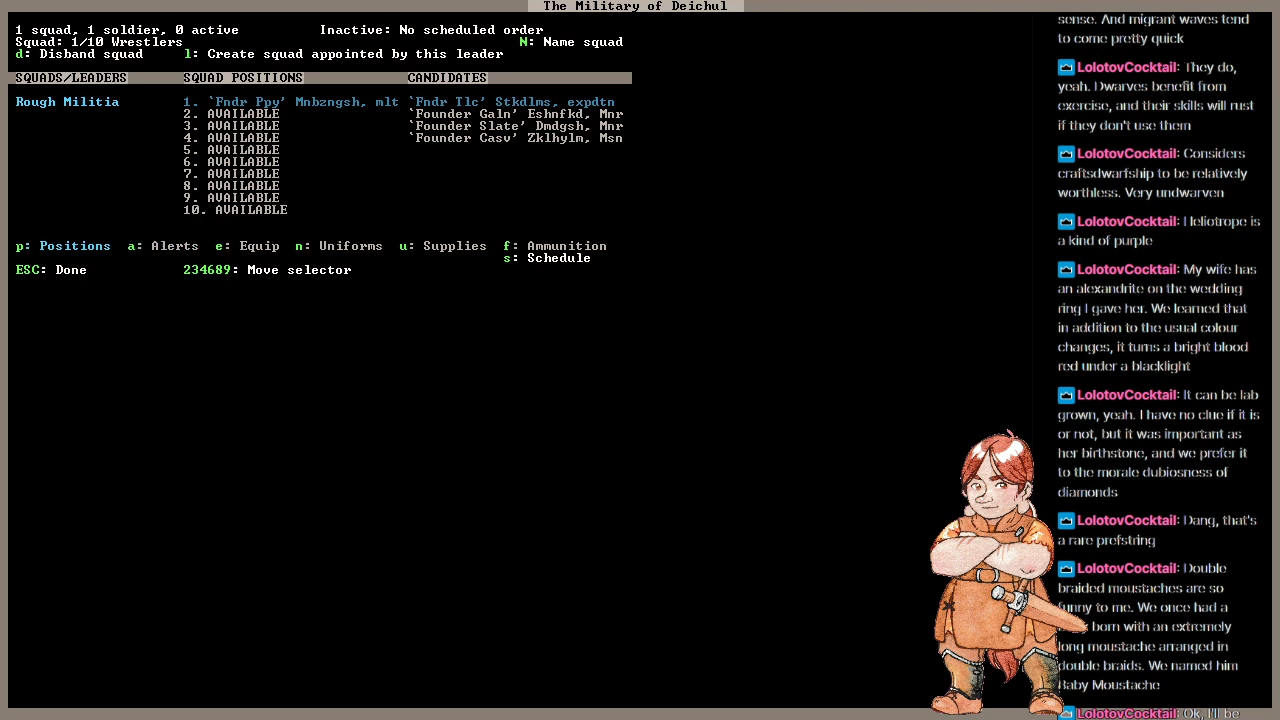 The Military of Deichul
1 squad, 1 soldier, 0 active Inactive: No scheduled order
Squad: 1/10 Wrestlers N: Name squad
d: Disband squad l: Create squad appointed by this leader
SQUADS/LEADERS SQUAD POSITIONS CANDIDATES
Rough Militia 1. `Fndr Ppy' Mnbzngsh, mlt `Fndr Tlc' Stkdlms, expdtn
2. AVAILABLE `Founder Galn' Eshnfkd, Mnr
3. AVAILABLE `Founder Slate' Dmdgsh, Mnr
4. AVAILABLE `Founder Casv' Zklhylm, Msn
5. AVAILABLE
6. AVAILABLE
7. AVAILABLE
8. AVAILABLE
9. AVAILABLE
10. AVAILABLE
p: Positions a: Alerts e: Equip n: Uniforms u: Supplies f: Ammunition
s: Schedule
ESC: Done 234689: Move selector
sense. And migrant waves tend
to come pretty quick
LolotovCocktail: They do,
yeah. Dwarves benefit from
exercise, and their skills will rust
if they don't use them
LolotovCocktail: Considers
craftsdwarfship to be relatively
worthless. Very undwarven
LolotovCocktail: Heliotrope is
a kind of purple
LolotovCocktail: My wife has
an alexandrite on the wedding
ring I gave her. We learned that
in addition to the usual colour
changes, it turns a bright blood
red under a blacklight
LolotovCocktail: It can be lab
grown, yeah. I have no clue if it is
or not, but it was important as
her birthstone, and we prefer it
to the morale dubiosness of
diamonds
LolotovCocktail: Dang, that's
a rare prefstring
LolotovCocktail: Double
braided moustaches are so
funny to me. We once had a
born with an extremely
long moustache arranged in
double braids. We named him
Baby Moustache
LolotovCocktail: Ok, I'll be